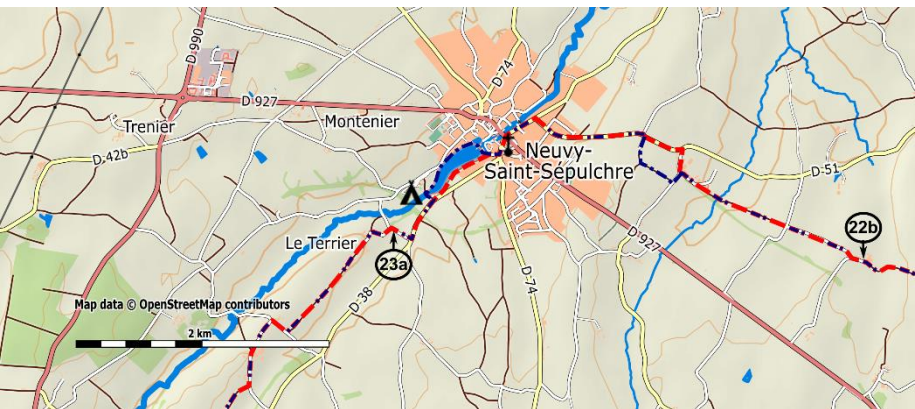 D 990
D-74
D 927
Trenier
Montenier
D-42b
Neuvy-
Saint-Sépulchre
D-51
22b
Le Terrier
D 927
23a
D-38
D-74
Map data © OpenStreetMap contributors
2 km